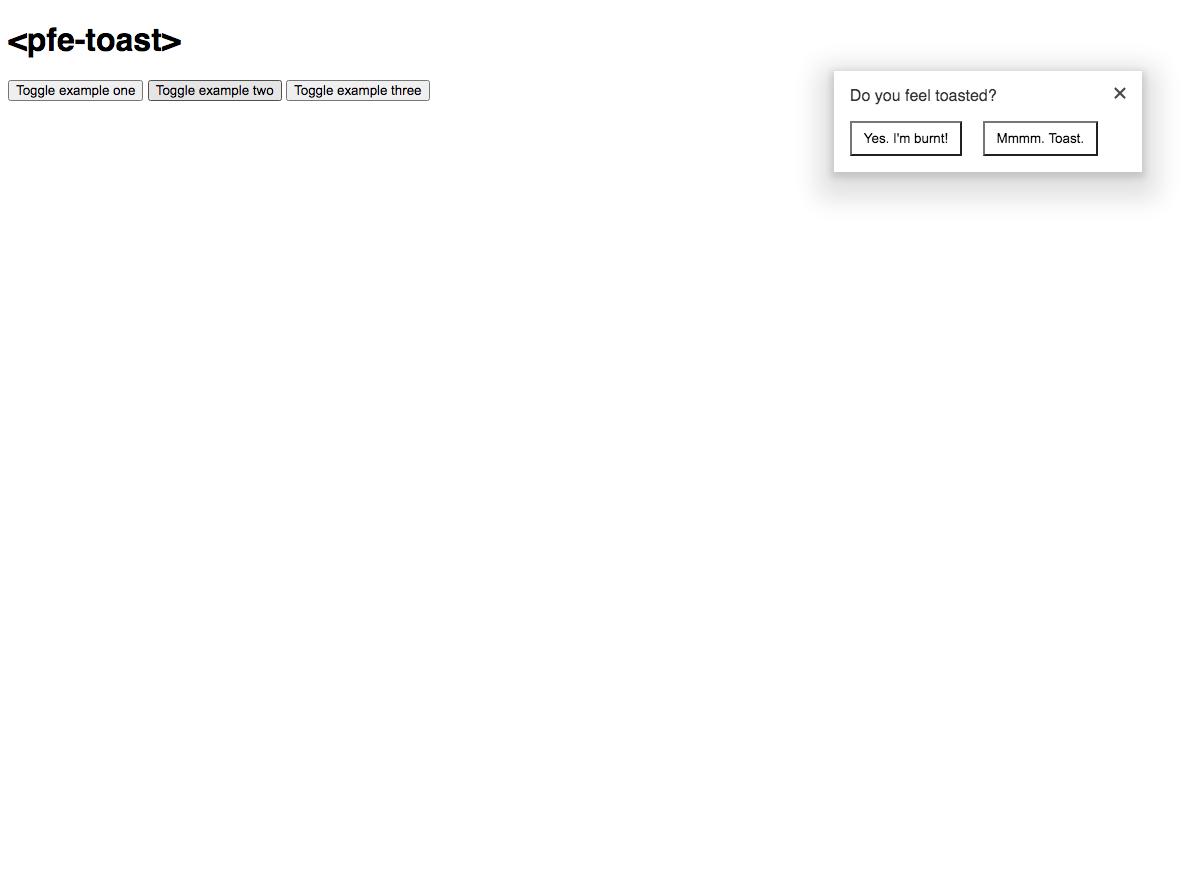 <pfe-toast>
Toggle example one Toggle example two Toggle example three
Do you feel toasted?
Yes. I'm burnt! Mmmm. Toast.